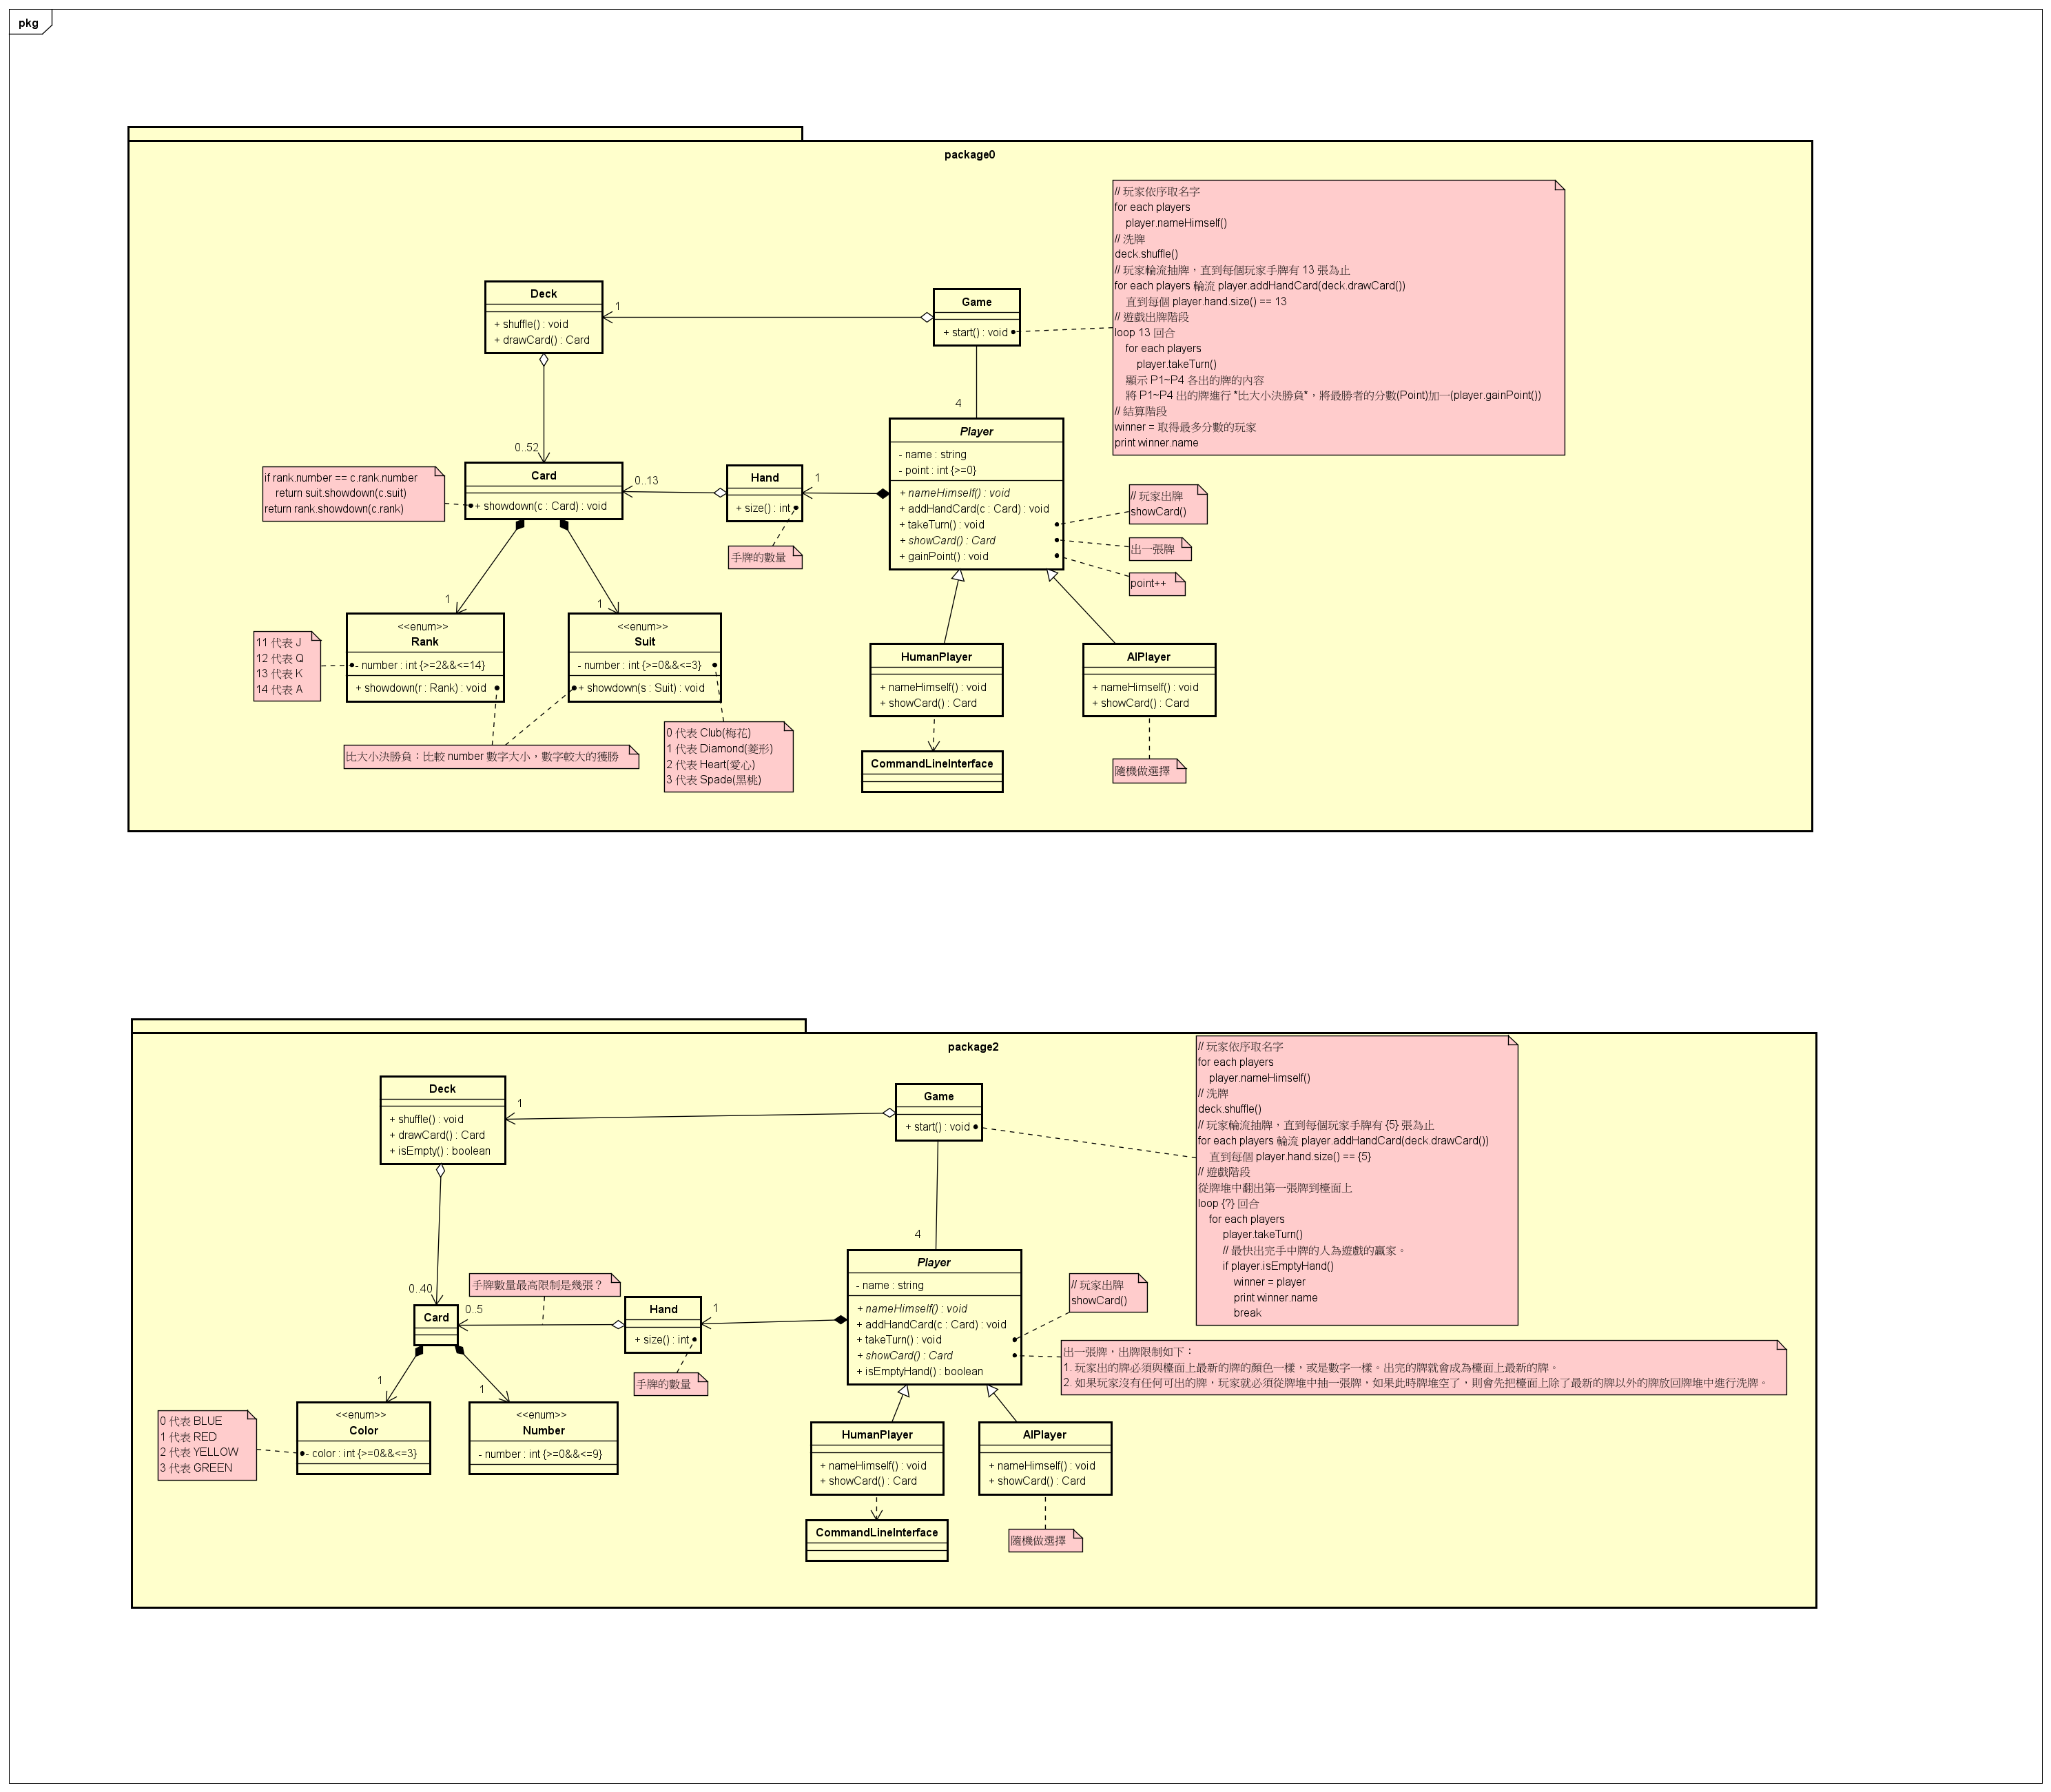 pkg
package0
// 玩家依序取名字
for each players
player.nameHimself()
// 洗牌
deck.shuffle()
// 玩家輪流抽牌，直到每個玩家手牌有 13 張為止
for each players 輪流 player.addHandCard(deck.drawCard())
直到每個 player.hand.size() == 13
// 遊戲出牌階段
loop 13 回合
for each players
player.takeTurn()
顯示 P1~P4 各出的牌的內容
將 P1~P4 出的牌進行 *比大小決勝負*，將最勝者的分數(Point)加一(player.gainPoint())
// 結算階段
winner = 取得最多分數的玩家
print winner.name
Deck
+ shuffle() : void
+ drawCard() : Card
1
Game
+ start() : void
4
0..52
Player
- name : string
- point : int {>=0}
+ nameHimself() : void
+ addHandCard(c : Card) : void
+ takeTurn() : void
+ showCard() : Card
+ gainPoint() : void
if rank.number == c.rank.number
return suit.showdown(c.suit)
return rank.showdown(c.rank)
Card
+ showdown(c : Card) : void
0..13
Hand
+ size() : int
1
手牌的數量
// 玩家出牌
showCard()
出一張牌
point++
1
1
<<enum>>
Rank
- number : int {>=2&&<=14}
+ showdown(r : Rank) : void
<<enum>>
Suit
- number : int {>=0&&<=3}
+ showdown(s : Suit) : void
11 代表 J
12 代表 Q
13 代表 K
14 代表 A
比大小決勝負：比較 number 數字大小，數字較大的獲勝
0 代表 Club(梅花)
1 代表 Diamond(菱形)
2 代表 Heart(愛心)
3 代表 Spade(黑桃)
HumanPlayer
+ nameHimself() : void
+ showCard() : Card
AIPlayer
+ nameHimself() : void
+ showCard() : Card
CommandLineInterface
隨機做選擇
package2
// 玩家依序取名字
for each players
player.nameHimself()
// 洗牌
deck.shuffle()
// 玩家輪流抽牌，直到每個玩家手牌有 {5} 張為止
for each players 輪流 player.addHandCard(deck.drawCard())
直到每個 player.hand.size() == {5}
// 遊戲階段
從牌堆中翻出第一張牌到檯面上
loop {?} 回合
for each players
player.takeTurn()
// 最快出完手中牌的人為遊戲的贏家。
if player.isEmptyHand()
winner = player
print winner.name
break
Deck
+ shuffle() : void
+ drawCard() : Card
+ isEmpty() : boolean
1
Game
+ start() : void
4
0..40
手牌數量最高限制是幾張？
Card
0..5
Hand
+ size() : int
1
手牌的數量
Player
- name : string
+ nameHimself() : void
+ addHandCard(c : Card) : void
+ takeTurn() : void
+ showCard() : Card
+ isEmptyHand() : boolean
// 玩家出牌
showCard()
出一張牌，出牌限制如下：
1. 玩家出的牌必須與檯面上最新的牌的顏色一樣，或是數字一樣。出完的牌就會成為檯面上最新的牌。
2. 如果玩家沒有任何可出的牌，玩家就必須從牌堆中抽一張牌，如果此時牌堆空了，則會先把檯面上除了最新的牌以外的牌放回牌堆中進行洗牌。
1
1
<<enum>>
Color
- color : int {>=0&&<=3}
<<enum>>
Number
- number : int {>=0&&<=9}
0 代表 BLUE
1 代表 RED
2 代表 YELLOW
3 代表 GREEN
HumanPlayer
+ nameHimself() : void
+ showCard() : Card
AIPlayer
+ nameHimself() : void
+ showCard() : Card
CommandLineInterface
隨機做選擇